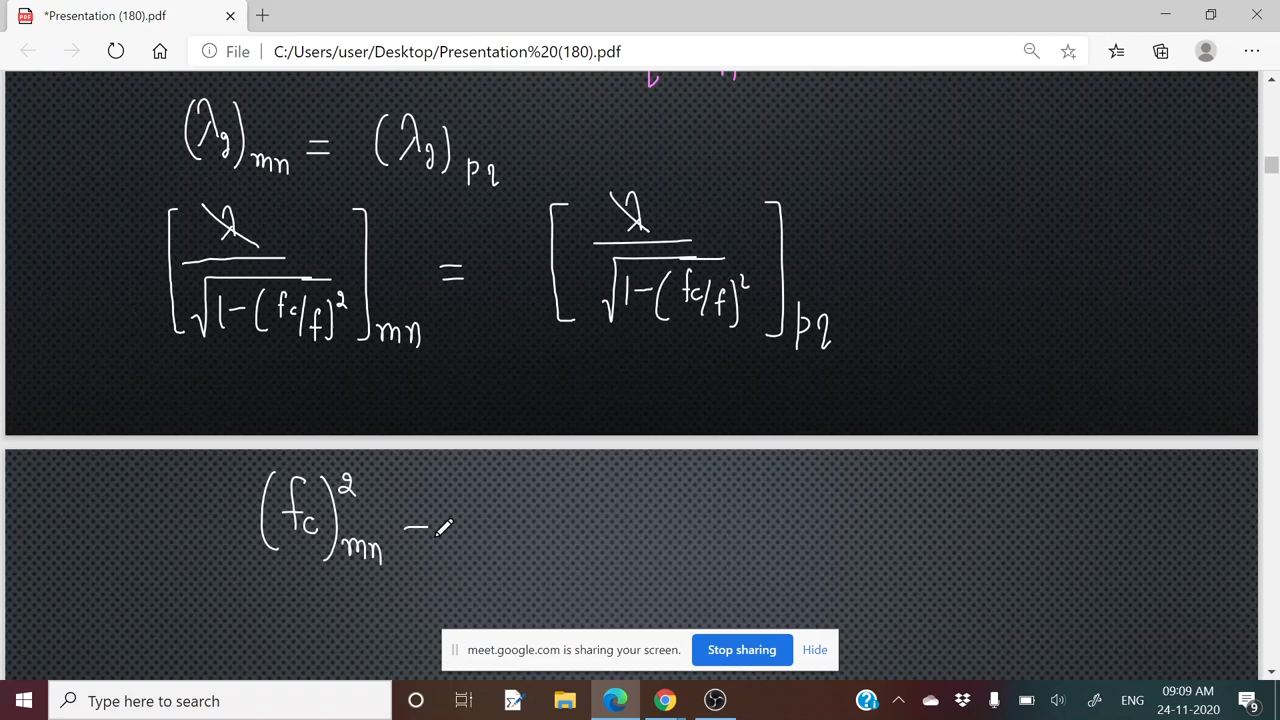 *Presentation (180).pdf
File | C:/Users/user/Desktop/Presentation%20(180).pdf
(λg)mn = (λg)pq
[λ / √(1-(fc/f)²)]mn = [λ / √(1-(fc/f)²)]pq
(fc)²mn -
meet.google.com is sharing your screen. Stop sharing Hide
Type here to search
ENG
09:09 AM
24-11-2020
9